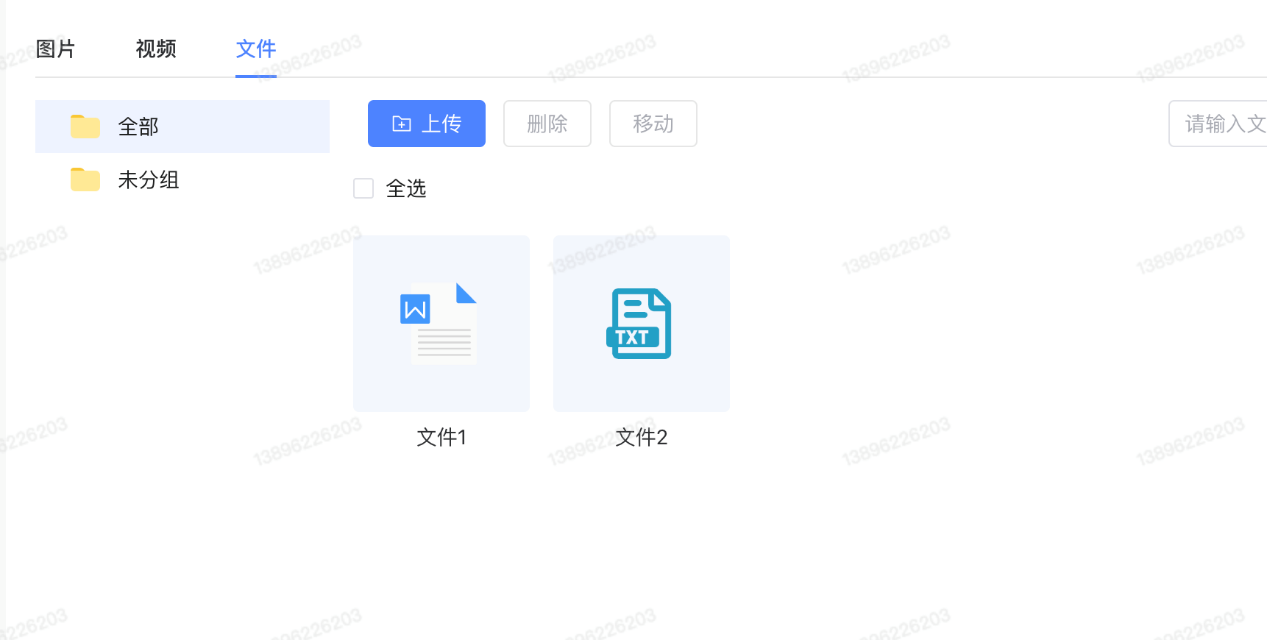 图片 视频 文件
全部
上传 删除 移动 请输入文
未分组
全选
W
TXT
文件1 文件2
13896226203